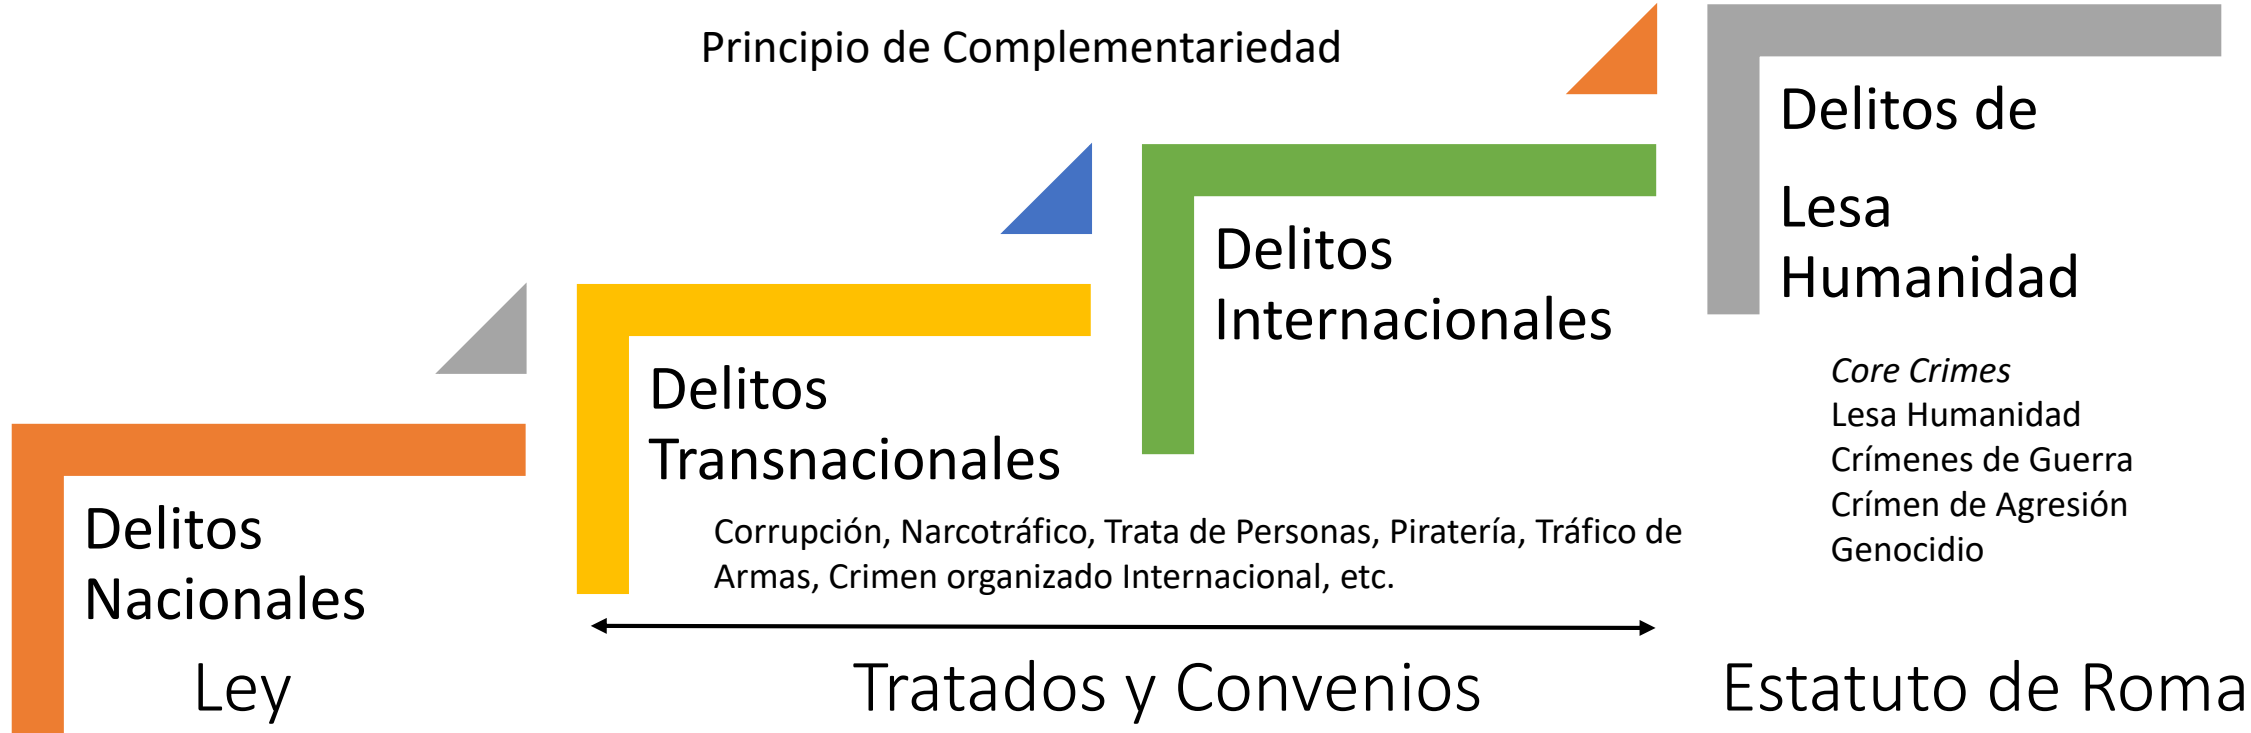 Principio de Complementariedad
Delitos
Nacionales
Ley
Delitos
Transnacionales
Delitos
Internacionales
Corrupción, Narcotráfico, Trata de Personas, Piratería, Tráfico de
Armas, Crimen organizado Internacional, etc.
Tratados y Convenios
Delitos de
Lesa
Humanidad
Core Crimes
Lesa Humanidad
Crímenes de Guerra
Crímen de Agresión
Genocidio
Estatuto de Roma